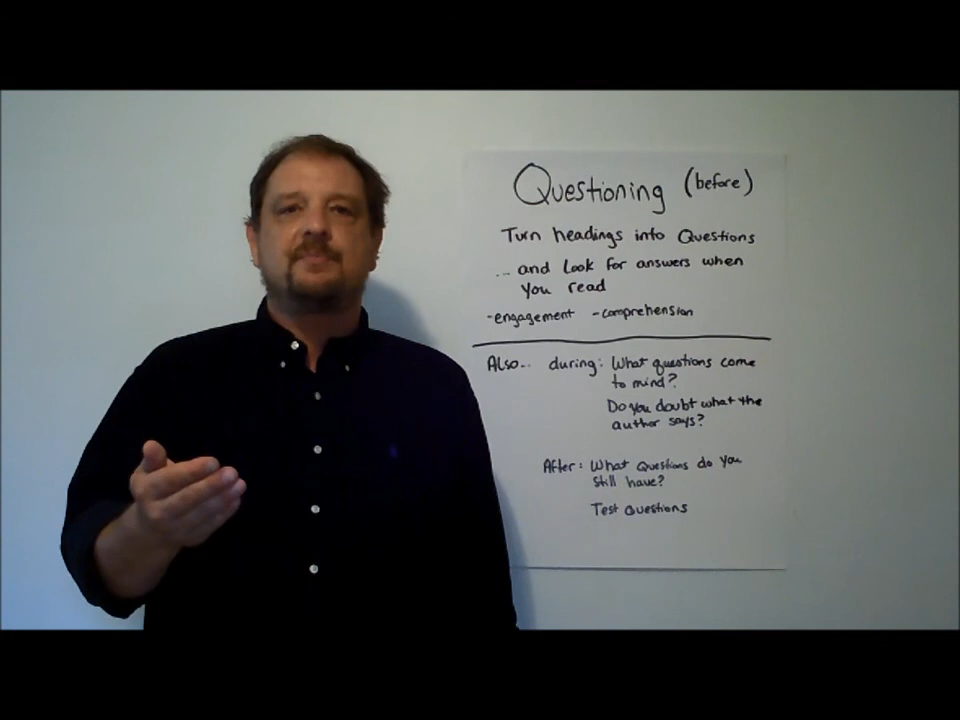 Questioning (before)
Turn headings into Questions
... and look for answers when
you read
-engagement -comprehension
Also... during: What questions come
to mind?
Do you doubt what the
author says?
After: What Questions do you
still have?
Test Questions